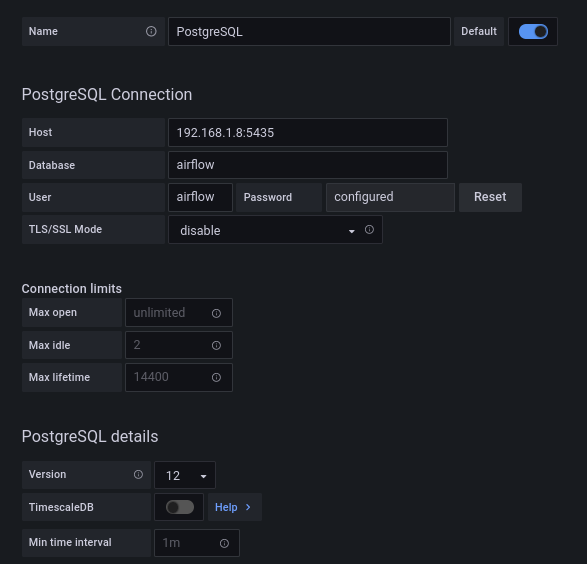 Name PostgreSQL Default
PostgreSQL Connection
Host 192.168.1.8:5435
Database airflow
User airflow Password configured Reset
TLS/SSL Mode disable
Connection limits
Max open unlimited
Max idle 2
Max lifetime 14400
PostgreSQL details
Version 12
TimescaleDB Help >
Min time interval 1m